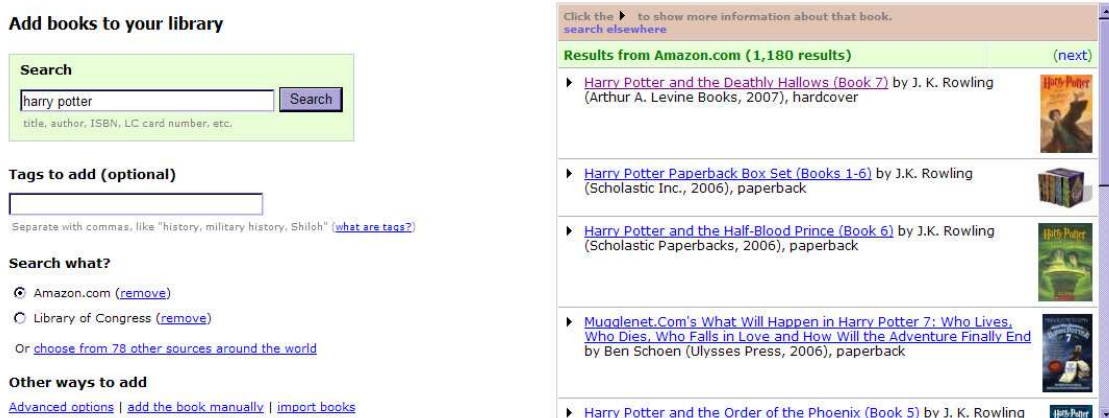 Add books to your library
Search
harry potter
Search
title, author, ISBN, LC card number, etc.
Tags to add (optional)
Separate with commas, like "history, military history, Shiloh" (what are tags?)
Search what?
Amazon.com (remove)
Library of Congress (remove)
Or choose from 78 other sources around the world
Other ways to add
Advanced options | add the book manually | import books
Click the to show more information about that book.
search elsewhere
Results from Amazon.com (1,180 results) (next)
Harry Potter and the Deathly Hallows (Book 7) by J. K. Rowling
(Arthur A. Levine Books, 2007), hardcover
Harry Potter
Harry Potter Paperback Box Set (Books 1-6) by J.K. Rowling
(Scholastic Inc., 2006), paperback
Harry Potter and the Half-Blood Prince (Book 6) by J.K. Rowling
(Scholastic Paperbacks, 2006), paperback
Harry Potter
Mugglenet.Com's What Will Happen in Harry Potter 7: Who Lives,
Who Dies, Who Falls in Love and How Will the Adventure Finally End
by Ben Schoen (Ulysses Press, 2006), paperback
Harry Potter and the Order of the Phoenix (Book 5) by J. K. Rowling
Harry Potter